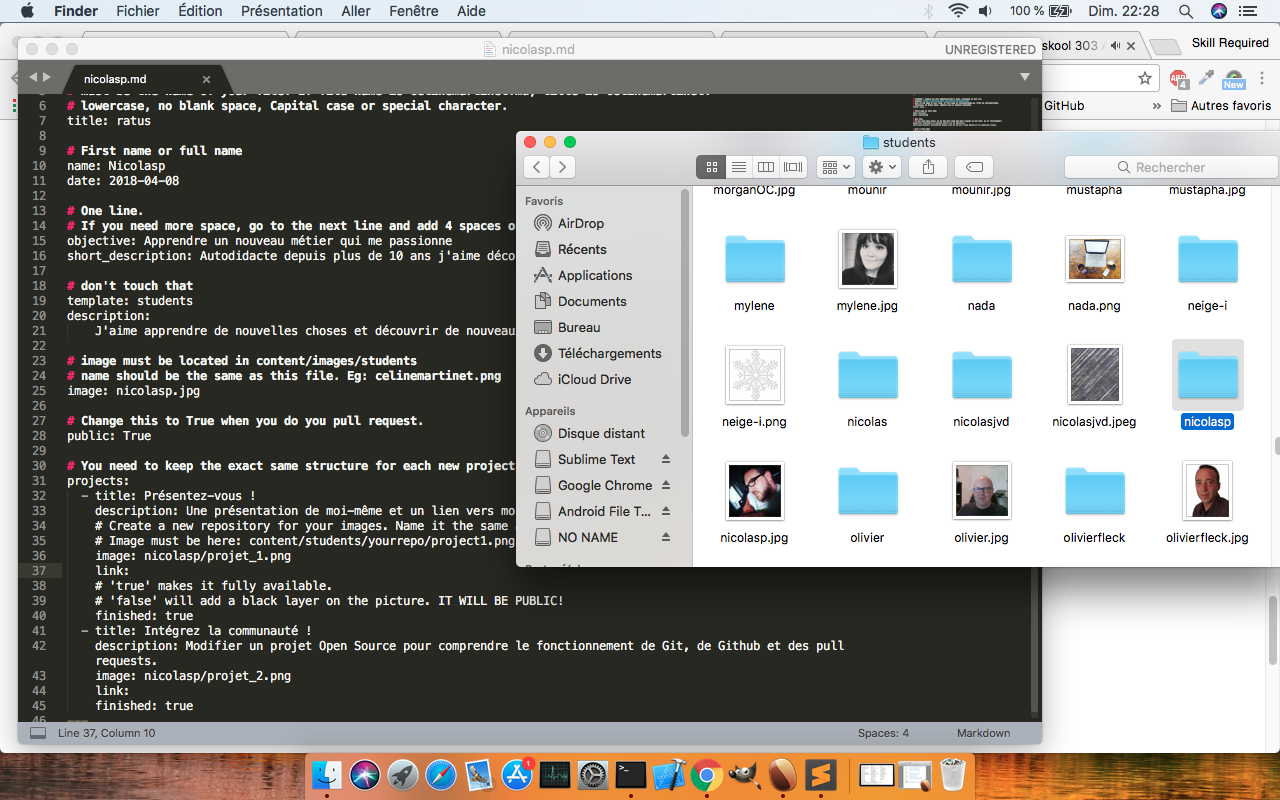 Finder Fichier Édition Présentation Aller Fenêtre Aide 100 % Dim. 22:28
nicolasp.md UNREGISTERED
skool 303
Skill Required
nicolasp.md
ABP 4
New
GitHub » Autres favoris
6 # lowercase, no blank space, Capital case or special character.
7 title: ratus
8
9 # First name or full name
10 name: Nicolasp
11 date: 2018-04-08
12
13 # One line.
14 # If you need more space, go to the next line and add 4 spaces
15 objective: Apprendre un nouveau métier qui me passionne
16 short_description: Autodidacte depuis plus de 10 ans j'aime déco
17
18 # don't touch that
19 template: students
20 description:
21 J'aime apprendre de nouvelles choses et découvrir de nouveau
22
23 # image must be located in content/images/students
24 # name should be the same as this file. Eg: celinemartinet.png
25 image: nicolasp.jpg
26
27 # Change this to True when you do you pull request.
28 public: True
29
30 # You need to keep the exact same structure for each new project
31 projects:
32 - title: Présentez-vous !
33 description: Une présentation de moi-même et un lien vers mo
34 # Create a new repository for your images. Name it the same
35 # Image must be here: content/students/yourrepo/project1.png
36 image: nicolasp/projet_1.png
37 link:
38 # 'true' makes it fully available.
39 # 'false' will add a black layer on the picture. IT WILL BE PUBLIC!
40 finished: true
41 - title: Intégrez la communauté !
42 description: Modifier un projet Open Source pour comprendre le fonctionnement de Git, de Github et des pull
requests.
43 image: nicolasp/projet_2.png
44 link:
45 finished: true
46
Line 37, Column 10 Spaces: 4 Markdown
students
Rechercher
Favoris
AirDrop
Récents
Applications
Documents
Bureau
Téléchargements
iCloud Drive
Appareils
Disque distant
Sublime Text
Google Chrome
Android File T...
NO NAME
morganOC.jpg mounir mounir.jpg mustapha mustapha.jpg
mylene mylene.jpg nada nada.png neige-i
neige-i.png nicolas nicolasjvd nicolasjvd.jpeg nicolasp
nicolasp.jpg olivier olivier.jpg olivierfleck olivierfleck.jpg
1